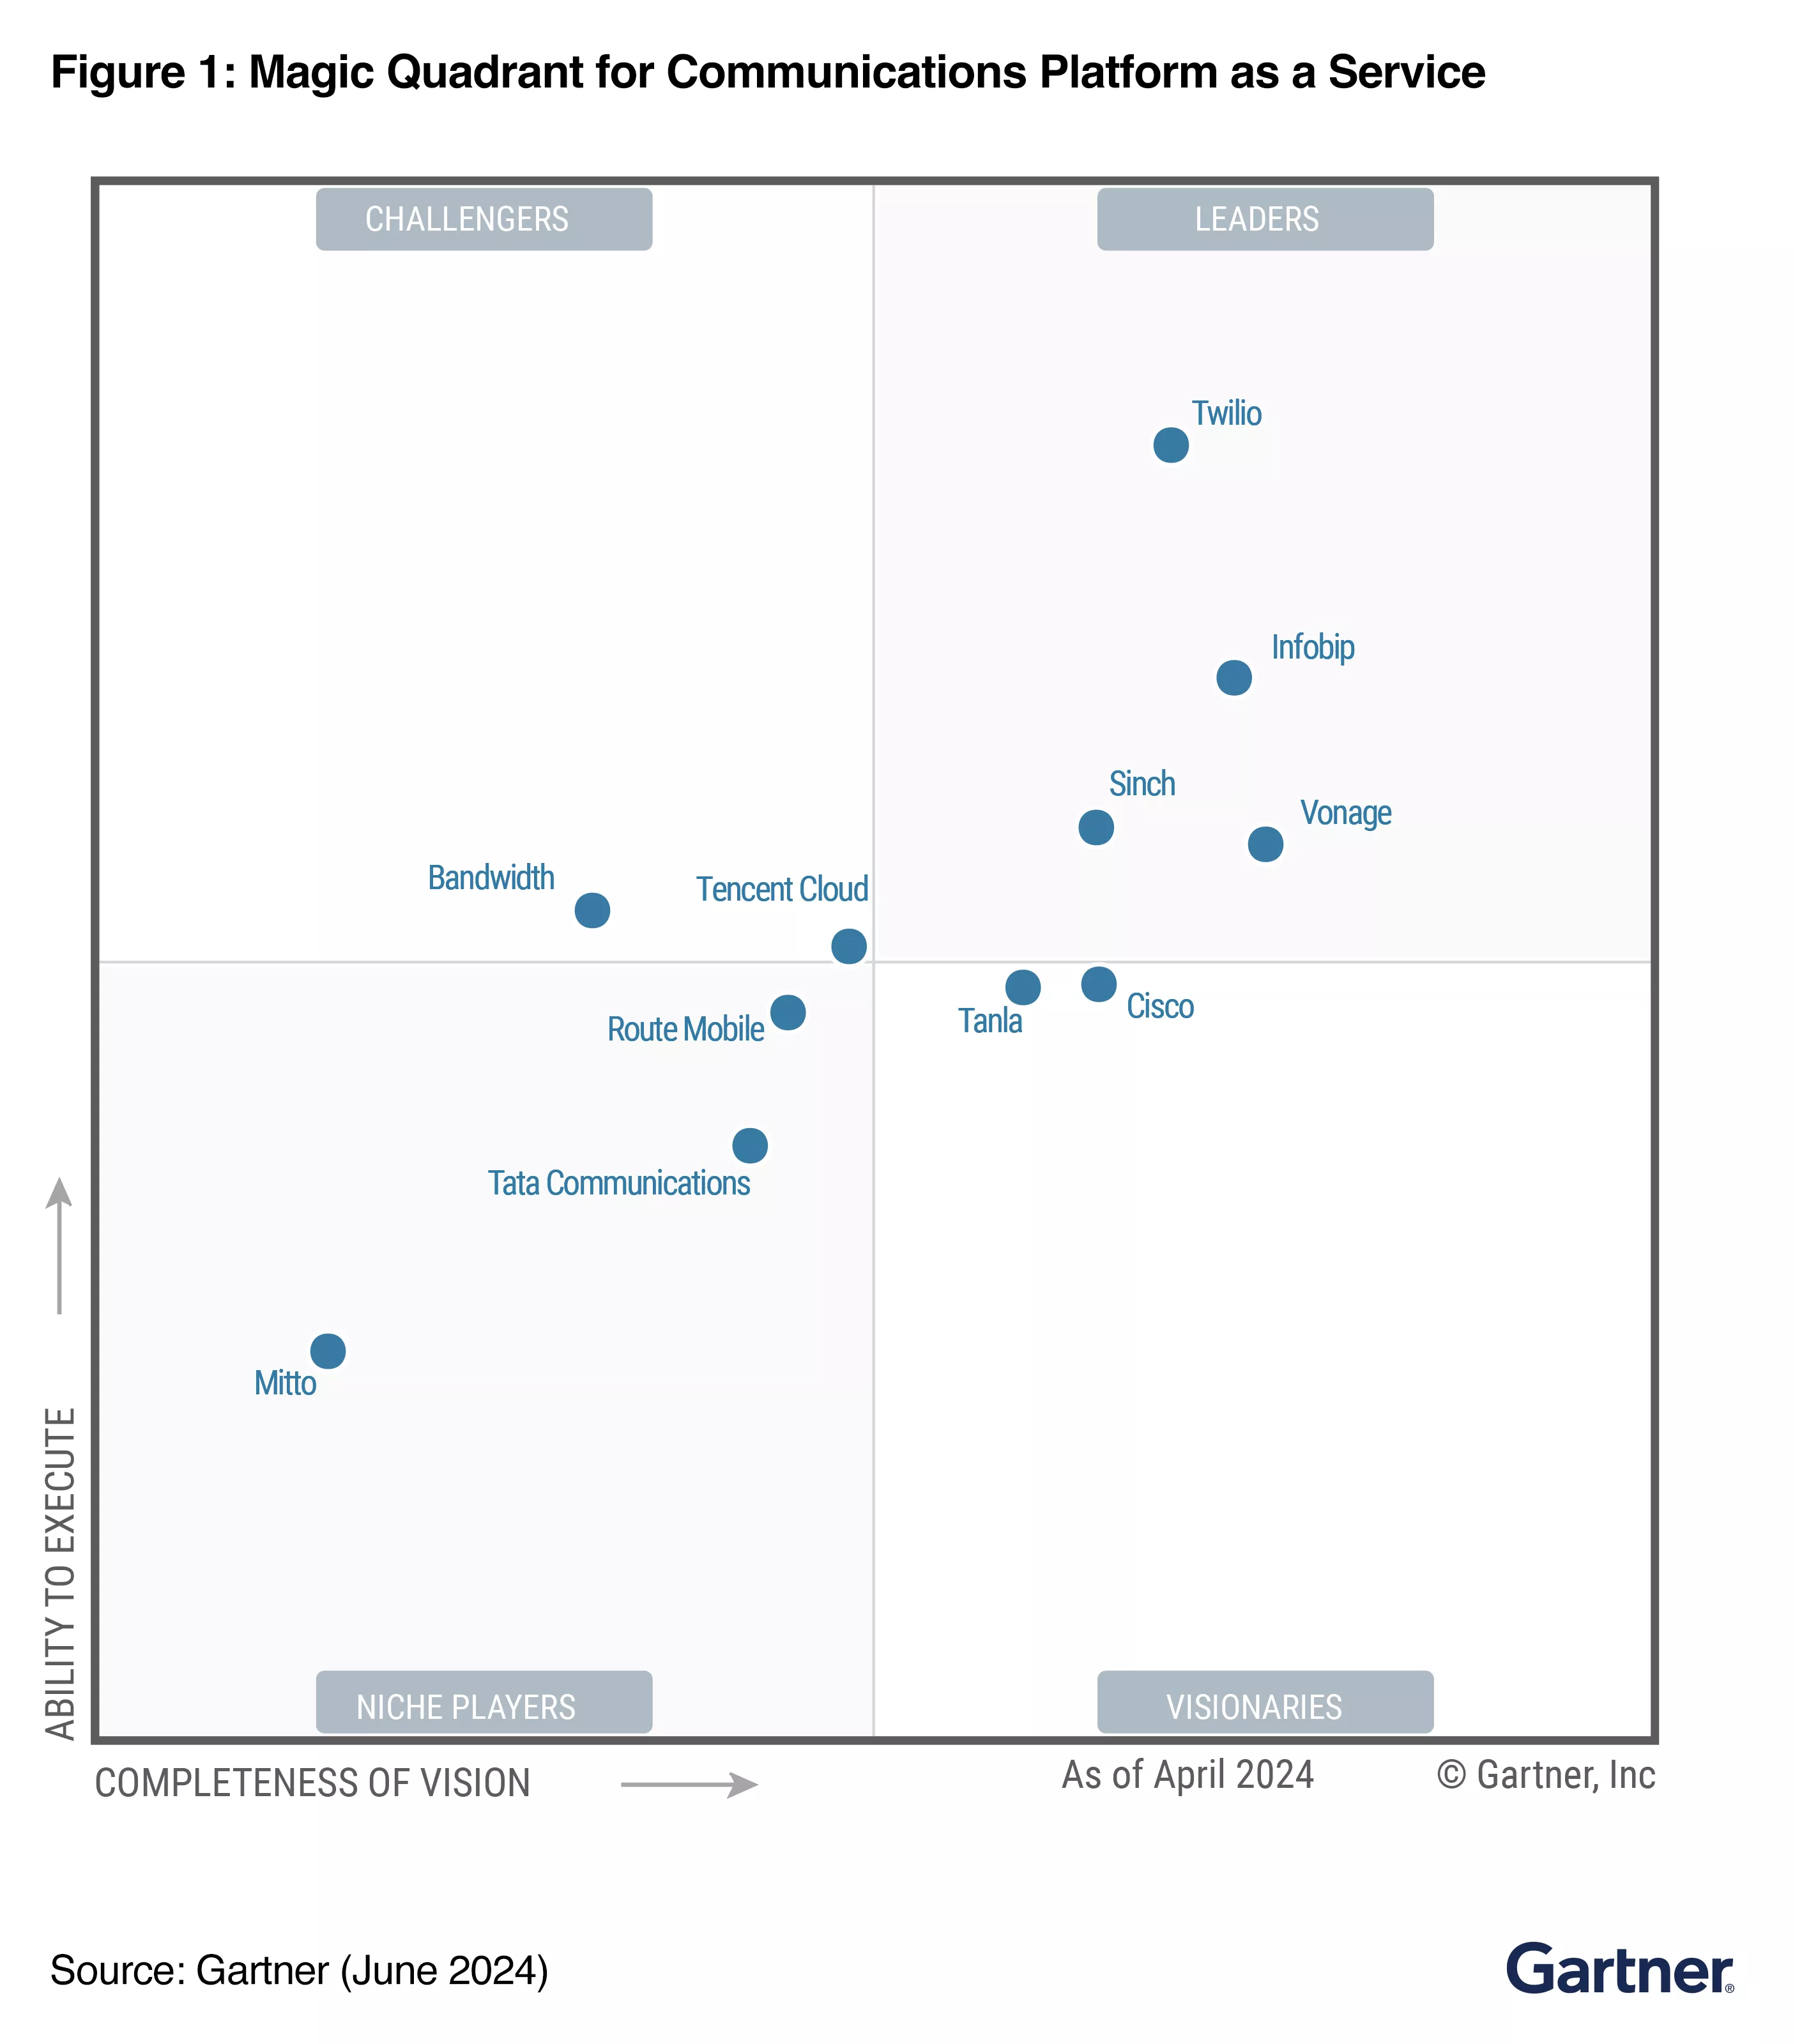 Figure 1: Magic Quadrant for Communications Platform as a Service
CHALLENGERS
LEADERS
Twilio
Infobip
Sinch
Vonage
Bandwidth
Tencent Cloud
Tanla
Cisco
Route Mobile
Tata Communications
Mitto
NICHE PLAYERS
VISIONARIES
ABILITY TO EXECUTE
COMPLETENESS OF VISION
As of April 2024
© Gartner, Inc
Source: Gartner (June 2024)
Gartner®